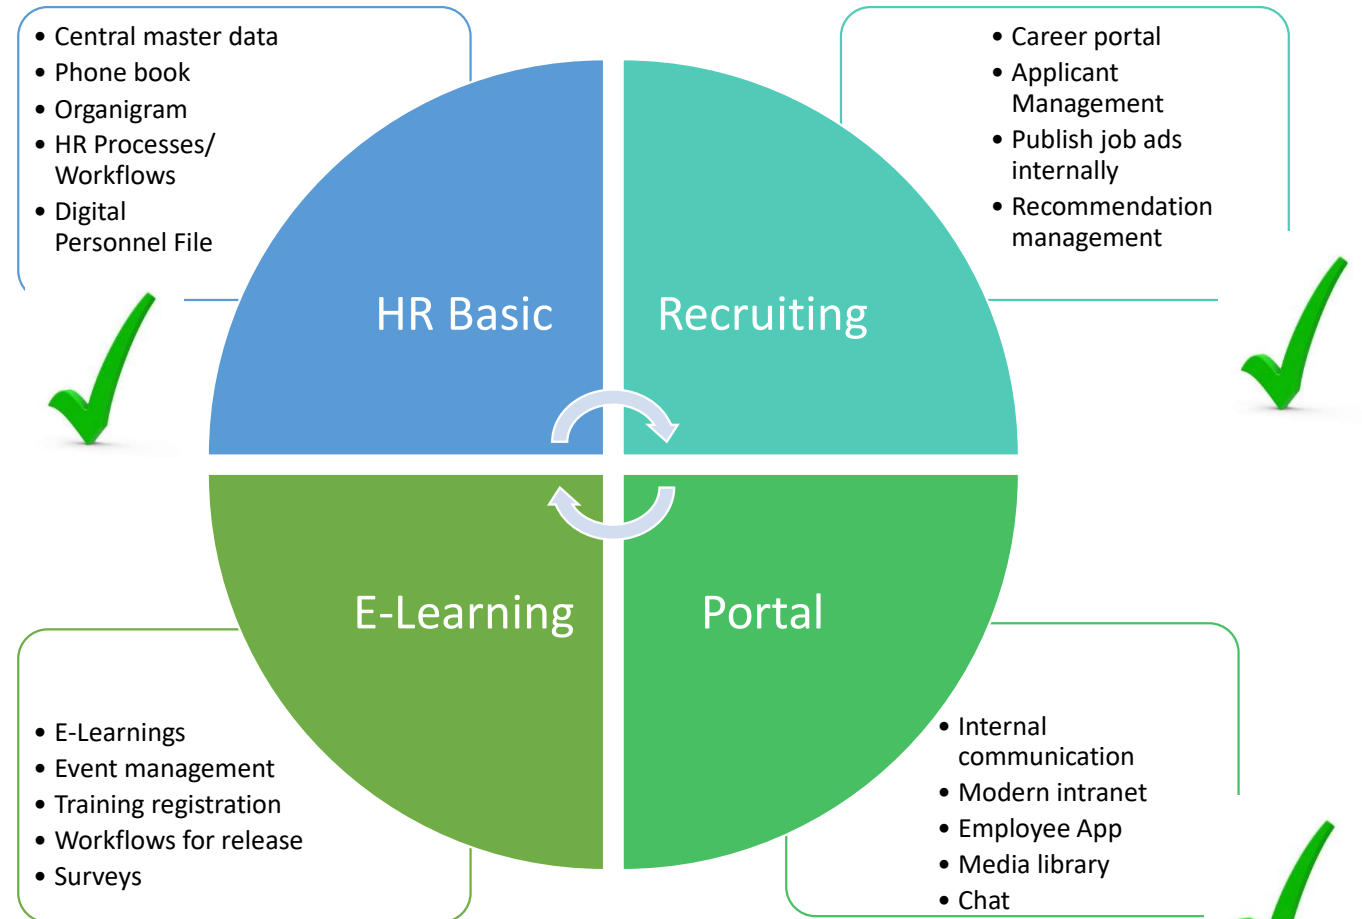 • Central master data
• Phone book
• Organigram
• HR Processes/
Workflows
• Digital
Personnel File
• Career portal
• Applicant
Management
• Publish job ads
internally
• Recommendation
management
HR Basic
Recruiting
E-Learning
Portal
• E-Learnings
• Event management
• Training registration
• Workflows for release
• Surveys
• Internal
communication
• Modern intranet
• Employee App
• Media library
• Chat